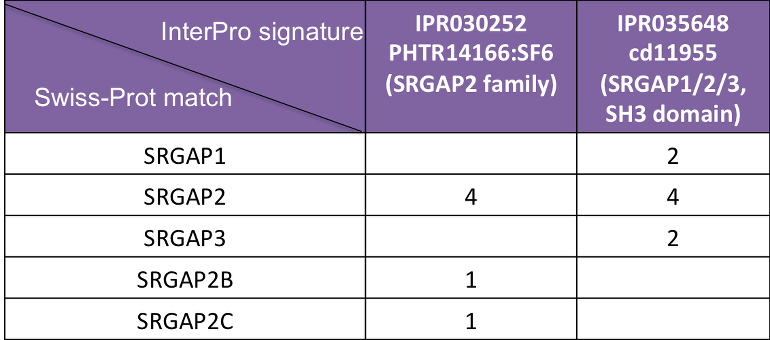 InterPro signature
Swiss-Prot match
IPR030252
PHTR14166:SF6
(SRGAP2 family)
IPR035648
cd11955
(SRGAP1/2/3,
SH3 domain)
SRGAP1 2
SRGAP2 4 4
SRGAP3 2
SRGAP2B 1
SRGAP2C 1